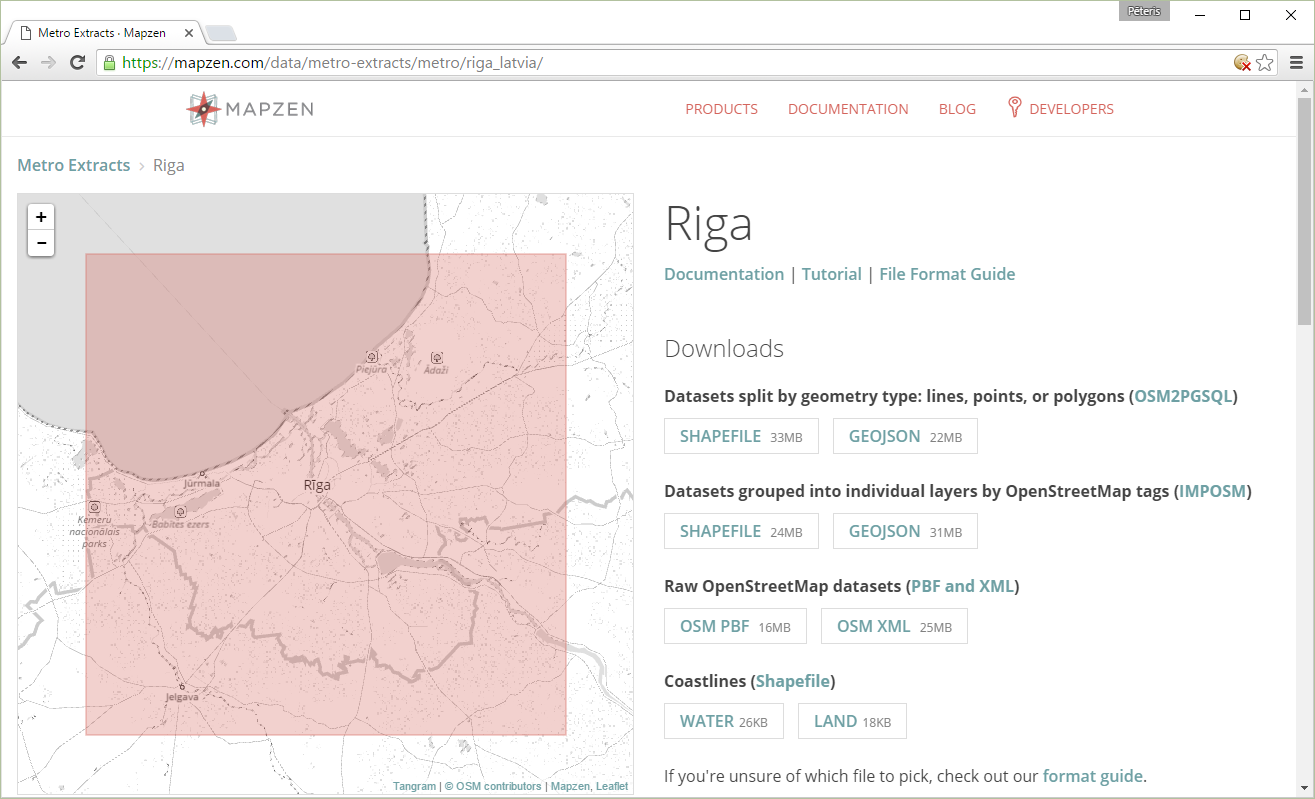 Pēteris
Metro Extracts · Mapzen
https://mapzen.com/data/metro-extracts/metro/riga_latvia/
MAPZEN
PRODUCTS DOCUMENTATION BLOG DEVELOPERS
Metro Extracts › Riga
+
−
Piejūra
Ādaži
Rīga
Jūrmala
Ķemeru
nacionālais
parks
Babītes ezers
Jelgava
Tangram | © OSM contributors | Mapzen, Leaflet
Riga
Documentation | Tutorial | File Format Guide
Downloads
Datasets split by geometry type: lines, points, or polygons (OSM2PGSQL)
SHAPEFILE 33MB GEOJSON 22MB
Datasets grouped into individual layers by OpenStreetMap tags (IMPOSM)
SHAPEFILE 24MB GEOJSON 31MB
Raw OpenStreetMap datasets (PBF and XML)
OSM PBF 16MB OSM XML 25MB
Coastlines (Shapefile)
WATER 26KB LAND 18KB
If you're unsure of which file to pick, check out our format guide.